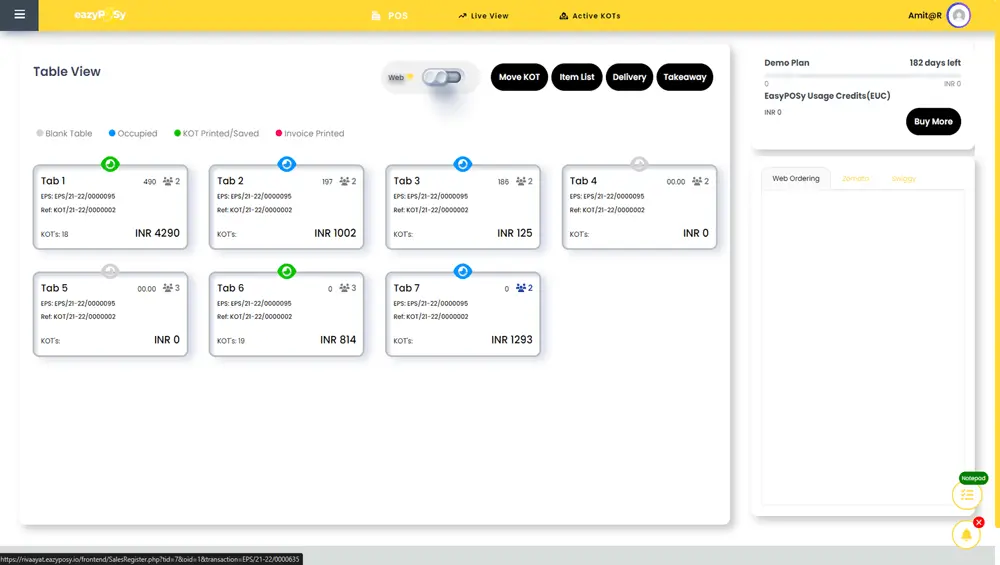 eazyPOSy
POS
Live View
Active KOTs
Amit@R
Table View
Web
Move KOT
Item List
Delivery
Takeaway
Blank Table
Occupied
KOT Printed/Saved
Invoice Printed
Tab 1
490
2
EPS: EPS/21-22/0000095
Ref: KOT/21-22/0000002
KOT's: 18
INR 4290
Tab 2
197
2
EPS: EPS/21-22/0000095
Ref: KOT/21-22/0000002
INR 1002
Tab 3
186
2
EPS: EPS/21-22/0000095
Ref: KOT/21-22/0000002
INR 125
Tab 4
00.00
2
EPS: EPS/21-22/0000095
Ref: KOT/21-22/0000002
KOT's:
INR 0
Tab 5
00.00
3
EPS: EPS/21-22/0000095
Ref: KOT/21-22/0000002
KOT's:
INR 0
Tab 6
0
3
EPS: EPS/21-22/0000095
Ref: KOT/21-22/0000002
KOT's: 19
INR 814
Tab 7
0
2
EPS: EPS/21-22/0000095
Ref: KOT/21-22/0000002
KOT's:
INR 1293
Demo Plan
182 days left
0
INR 0
EasyPOSy Usage Credits(EUC)
INR 0
Buy More
Web Ordering
Zomato
Swiggy
Notepad
https://rivaayat.eazyposy.io/frontend/SalesRegister.php?tid=7&oid=1&transaction=EPS/21-22/0000635